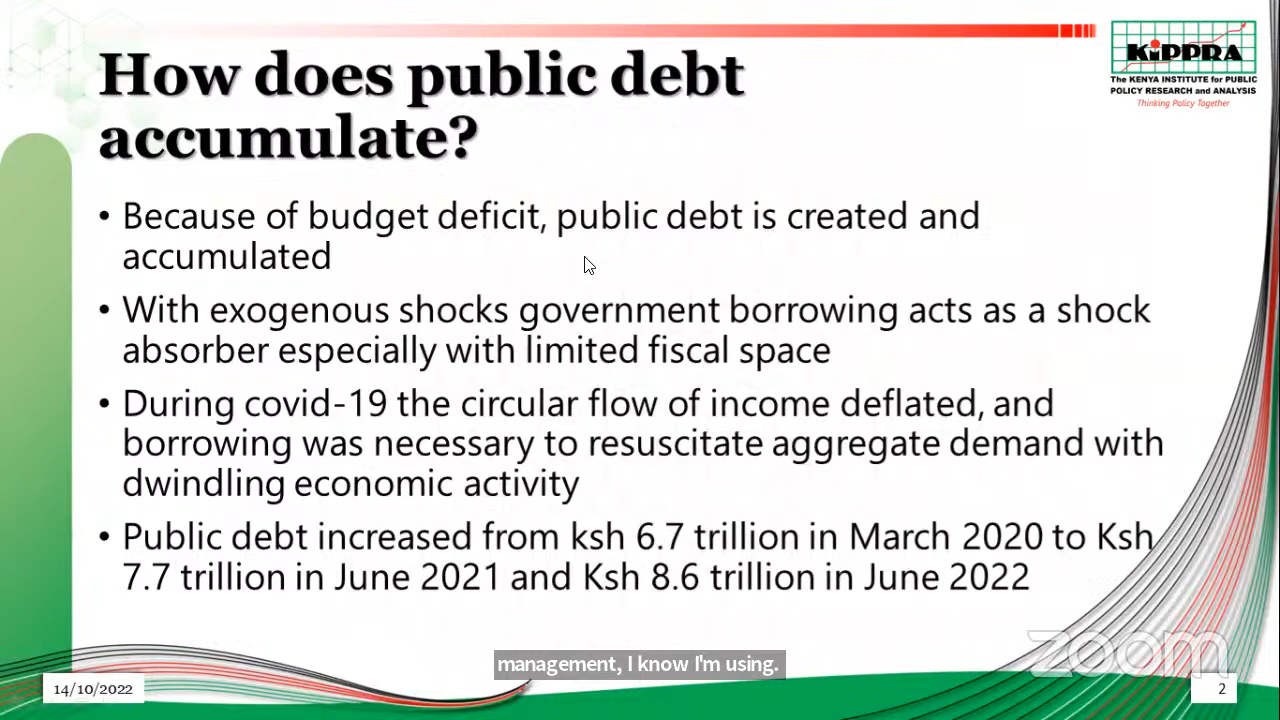 How does public debt
accumulate?
KiPPRA
The KENYA INSTITUTE for PUBLIC
POLICY RESEARCH and ANALYSIS
Thinking Policy Together
• Because of budget deficit, public debt is created and
accumulated
• With exogenous shocks government borrowing acts as a shock
absorber especially with limited fiscal space
• During covid-19 the circular flow of income deflated, and
borrowing was necessary to resuscitate aggregate demand with
dwindling economic activity
• Public debt increased from ksh 6.7 trillion in March 2020 to Ksh
7.7 trillion in June 2021 and Ksh 8.6 trillion in June 2022
zoom
management, I know I'm using.
14/10/2022
2